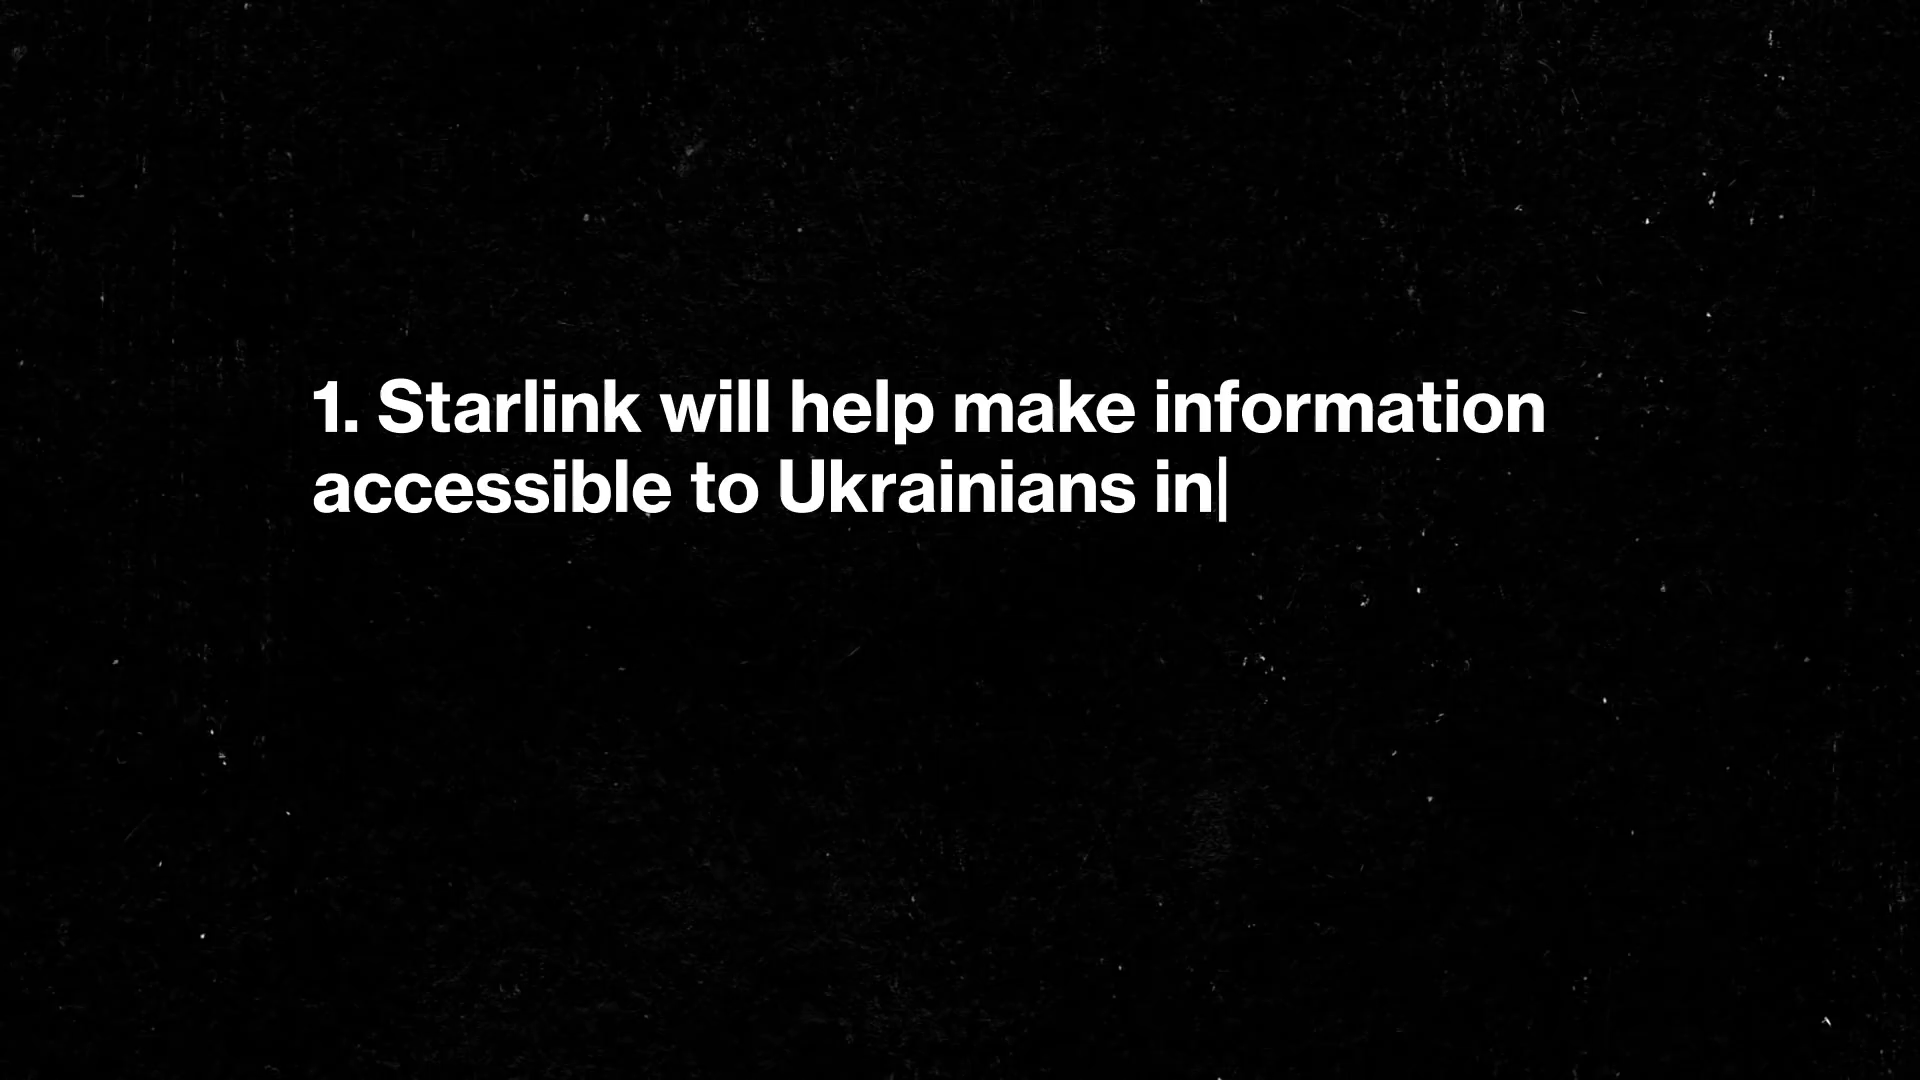 1. Starlink will help make information
accessible to Ukrainians in